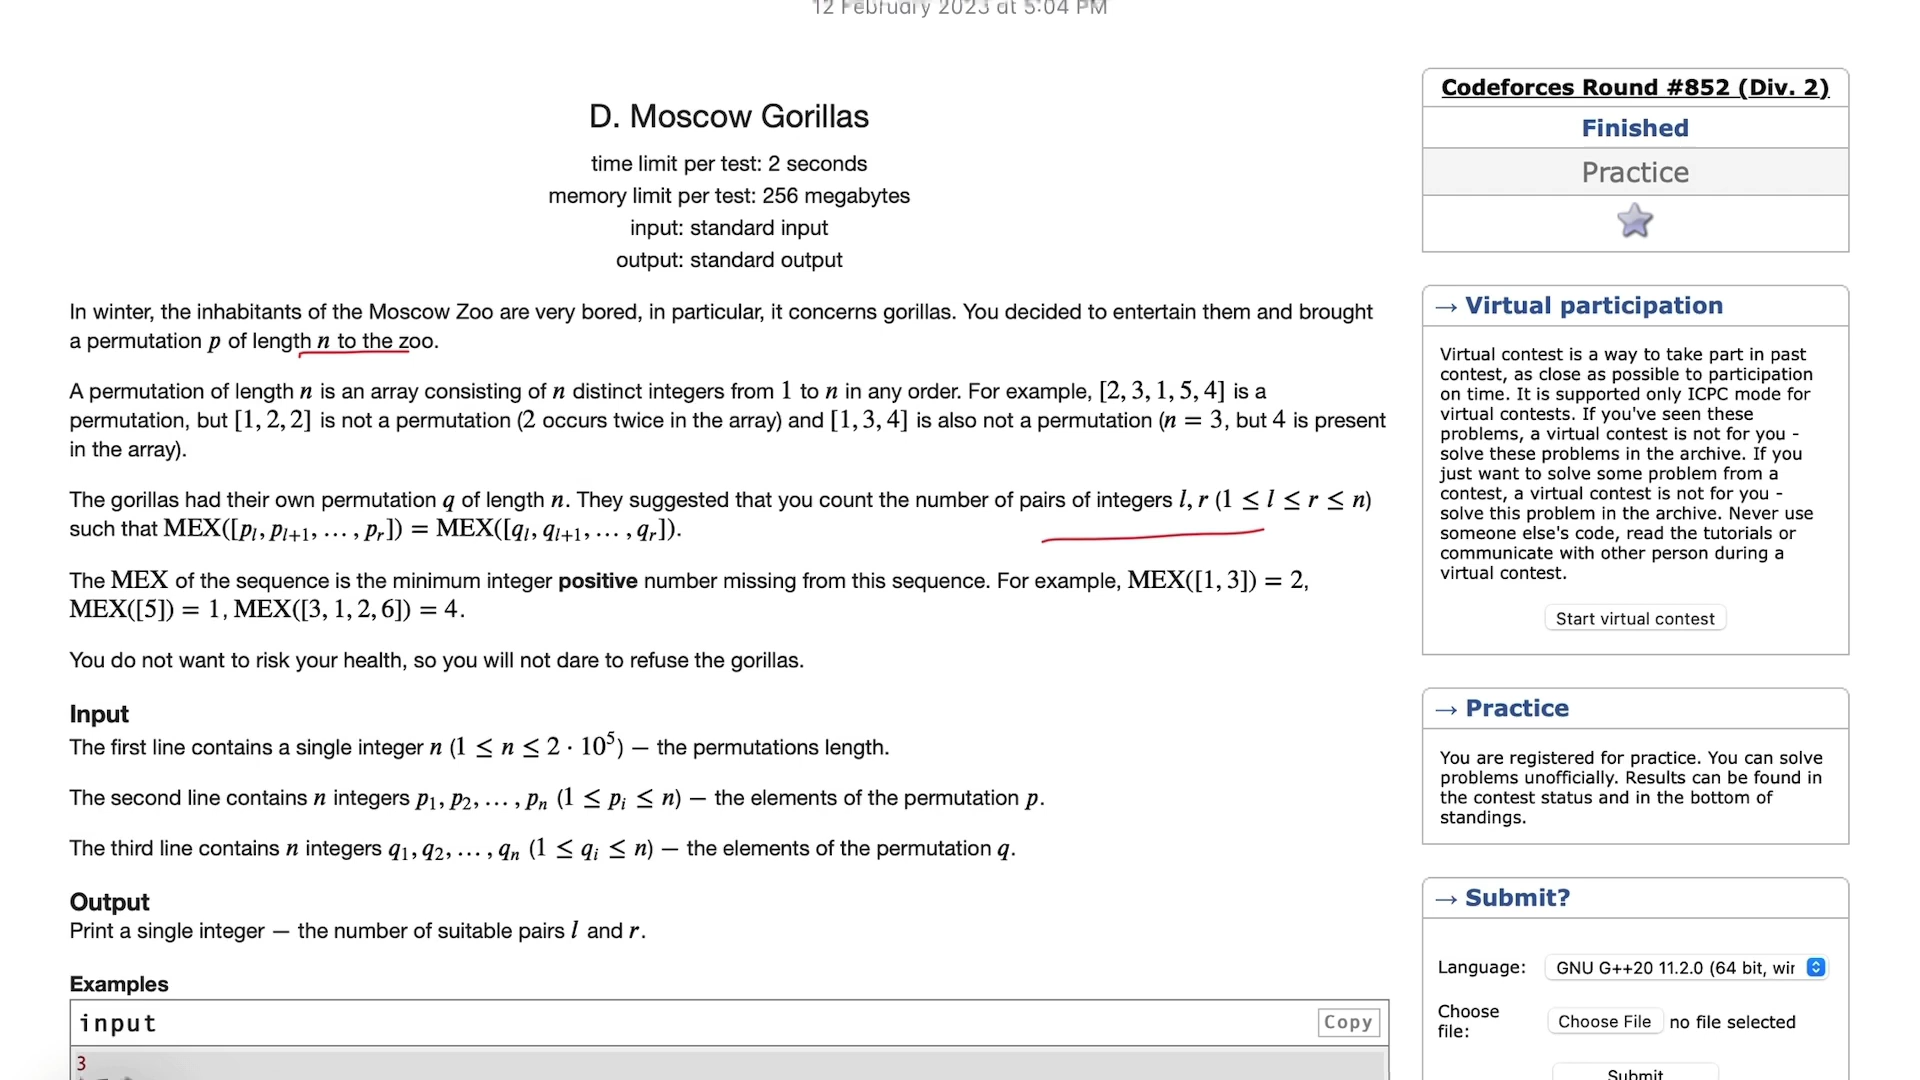 12 February 2023 at 5:04 PM
D. Moscow Gorillas
time limit per test: 2 seconds
memory limit per test: 256 megabytes
input: standard input
output: standard output
In winter, the inhabitants of the Moscow Zoo are very bored, in particular, it concerns gorillas. You decided to entertain them and brought
a permutation p of length n to the zoo.
A permutation of length n is an array consisting of n distinct integers from 1 to n in any order. For example, [2, 3, 1, 5, 4] is a
permutation, but [1, 2, 2] is not a permutation (2 occurs twice in the array) and [1, 3, 4] is also not a permutation (n = 3, but 4 is present
in the array).
The gorillas had their own permutation q of length n. They suggested that you count the number of pairs of integers l, r (1 ≤ l ≤ r ≤ n)
such that MEX([pₗ, pₗ₊₁, … , pᵣ]) = MEX([qₗ, qₗ₊₁, … , qᵣ]).
The MEX of the sequence is the minimum integer positive number missing from this sequence. For example, MEX([1, 3]) = 2,
MEX([5]) = 1, MEX([3, 1, 2, 6]) = 4.
You do not want to risk your health, so you will not dare to refuse the gorillas.
Input
The first line contains a single integer n (1 ≤ n ≤ 2 · 10⁵) — the permutations length.
The second line contains n integers p₁, p₂, … , pₙ (1 ≤ pᵢ ≤ n) — the elements of the permutation p.
The third line contains n integers q₁, q₂, … , qₙ (1 ≤ qᵢ ≤ n) — the elements of the permutation q.
Output
Print a single integer — the number of suitable pairs l and r.
Examples
input
Copy
3
Codeforces Round #852 (Div. 2)
Finished
Practice
→ Virtual participation
Virtual contest is a way to take part in past
contest, as close as possible to participation
on time. It is supported only ICPC mode for
virtual contests. If you've seen these
problems, a virtual contest is not for you -
solve these problems in the archive. If you
just want to solve some problem from a
contest, a virtual contest is not for you -
solve this problem in the archive. Never use
someone else's code, read the tutorials or
communicate with other person during a
virtual contest.
Start virtual contest
→ Practice
You are registered for practice. You can solve
problems unofficially. Results can be found in
the contest status and in the bottom of
standings.
→ Submit?
Language: GNU G++20 11.2.0 (64 bit, wir
Choose
file:
Choose File no file selected
Submit